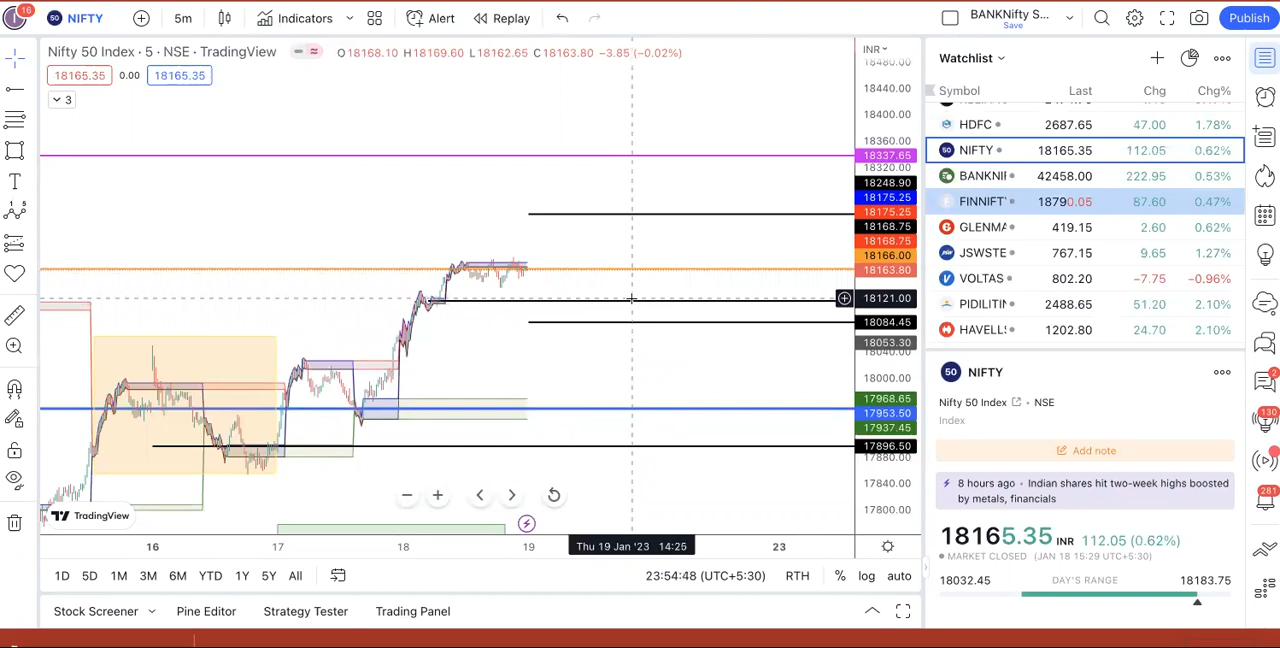 16
50 NIFTY
5m
Indicators
Alert
Replay
BANKNifty S...
Save
Publish
Nifty 50 Index · 5 · NSE · TradingView
O18168.10 H18169.60 L18162.65 C18163.80 −3.85 (−0.02%)
INR
18480.00
18165.35 0.00 18165.35
3
18440.00
18400.00
18360.00
18337.65
18320.00
18248.90
18175.25
18175.25
18168.75
18168.75
18166.00
18163.80
18121.00
18084.45
18053.30
18040.00
18000.00
17968.65
17953.50
17937.45
17896.50
17880.00
17840.00
17800.00
TradingView
16 17 18 19 Thu 19 Jan '23 14:25 23
1D 5D 1M 3M 6M YTD 1Y 5Y All
23:54:48 (UTC+5:30) RTH % log auto
Stock Screener Pine Editor Strategy Tester Trading Panel
Watchlist
Symbol Last Chg Chg%
HDFC 2687.65 47.00 1.78%
50 NIFTY 18165.35 112.05 0.62%
BANKNIF 42458.00 222.95 0.53%
FINNIFTY 18790.05 87.60 0.47%
GLENMA 419.15 2.60 0.62%
JSWSTE 767.15 9.65 1.27%
VOLTAS 802.20 −7.75 −0.96%
PIDILITIN 2488.65 51.20 2.10%
HAVELLS 1202.80 24.70 2.10%
50 NIFTY
Nifty 50 Index • NSE
Index
Add note
8 hours ago • Indian shares hit two-week highs boosted
by metals, financials
18165.35 INR 112.05 (0.62%)
MARKET CLOSED (JAN 18 15:29 UTC+5:30)
18032.45 DAY'S RANGE 18183.75
2
130
281